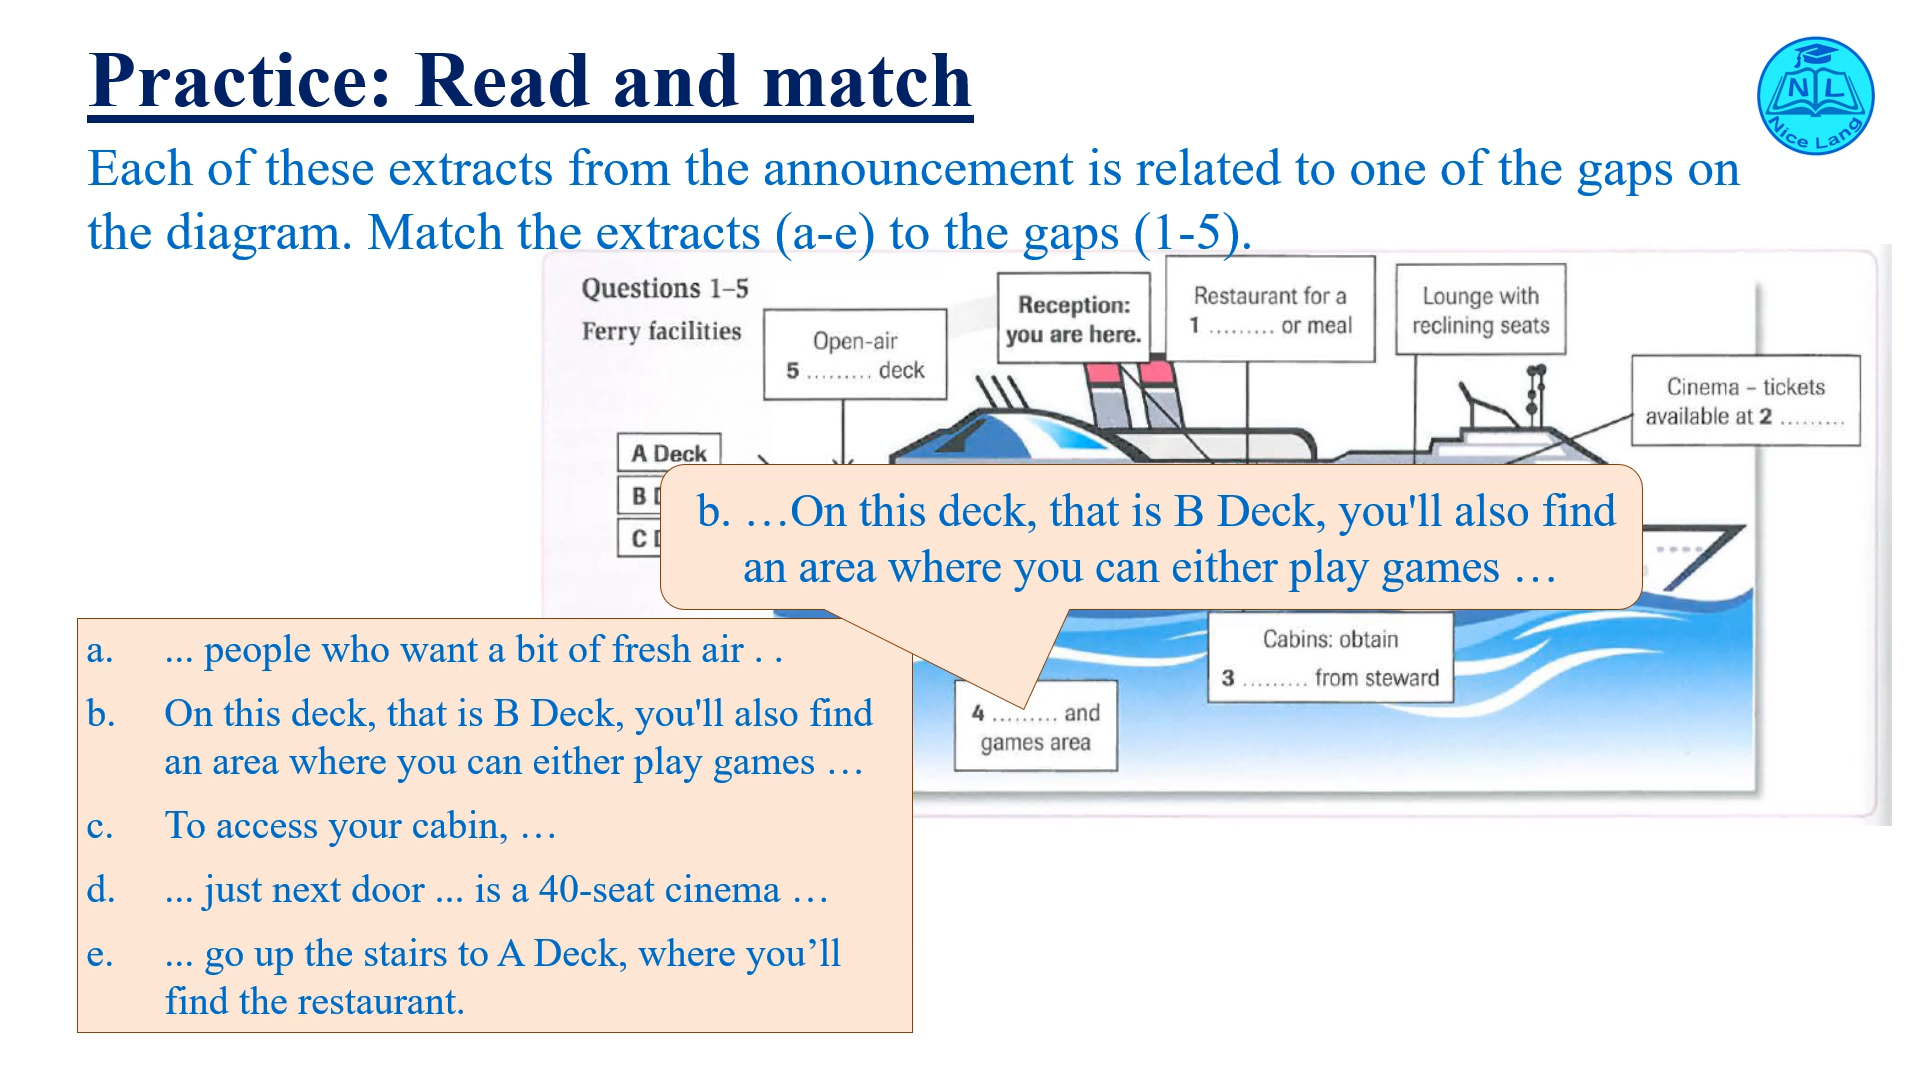 Practice: Read and match
Each of these extracts from the announcement is related to one of the gaps on
the diagram. Match the extracts (a-e) to the gaps (1-5).
N L
Nice Lang
Questions 1–5
Ferry facilities
Open-air
5 ......... deck
Reception:
you are here.
Restaurant for a
1 ......... or meal
Lounge with
reclining seats
Cinema – tickets
available at 2 .........
A Deck
B
C
b. …On this deck, that is B Deck, you'll also find
an area where you can either play games …
Cabins: obtain
3 ......... from steward
4 ......... and
games area
a. ... people who want a bit of fresh air . .
b. On this deck, that is B Deck, you'll also find
an area where you can either play games …
c. To access your cabin, …
d. ... just next door ... is a 40-seat cinema …
e. ... go up the stairs to A Deck, where you’ll
find the restaurant.